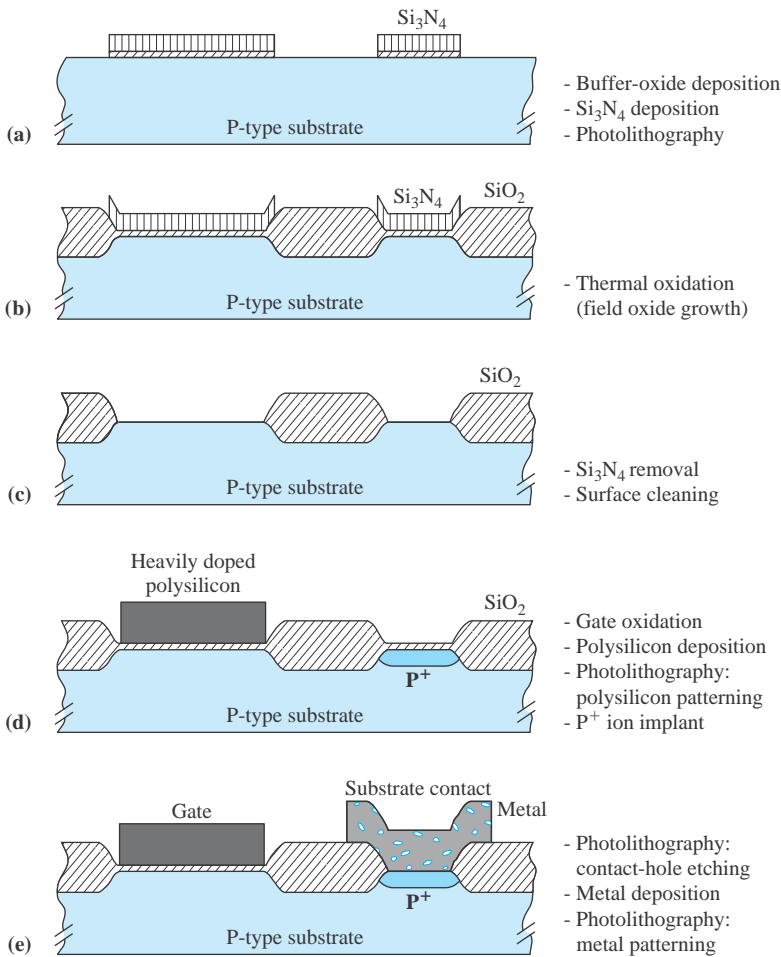 Si₃N₄
P-type substrate
(a)
- Buffer-oxide deposition
- Si₃N₄ deposition
- Photolithography
Si₃N₄
SiO₂
P-type substrate
(b)
- Thermal oxidation
(field oxide growth)
SiO₂
P-type substrate
(c)
- Si₃N₄ removal
- Surface cleaning
Heavily doped
polysilicon
SiO₂
P⁺
P-type substrate
(d)
- Gate oxidation
- Polysilicon deposition
- Photolithography:
polysilicon patterning
- P⁺ ion implant
Substrate contact
Gate
Metal
P⁺
P-type substrate
(e)
- Photolithography:
contact-hole etching
- Metal deposition
- Photolithography:
metal patterning